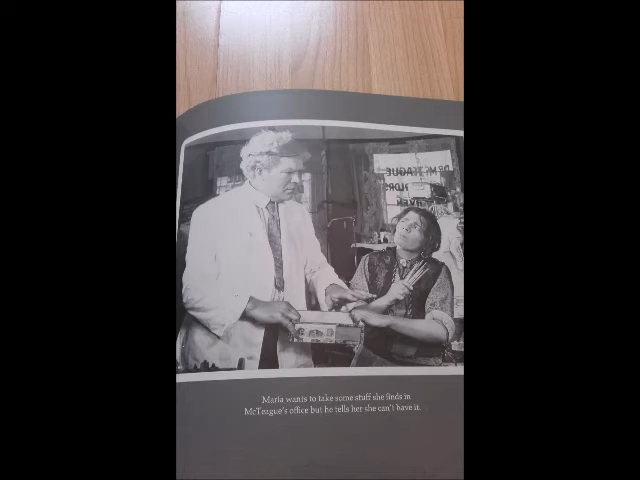 DR McTEAGUE
Maria wants to take some stuff she finds in
McTeague's office but he tells her she can't have it.